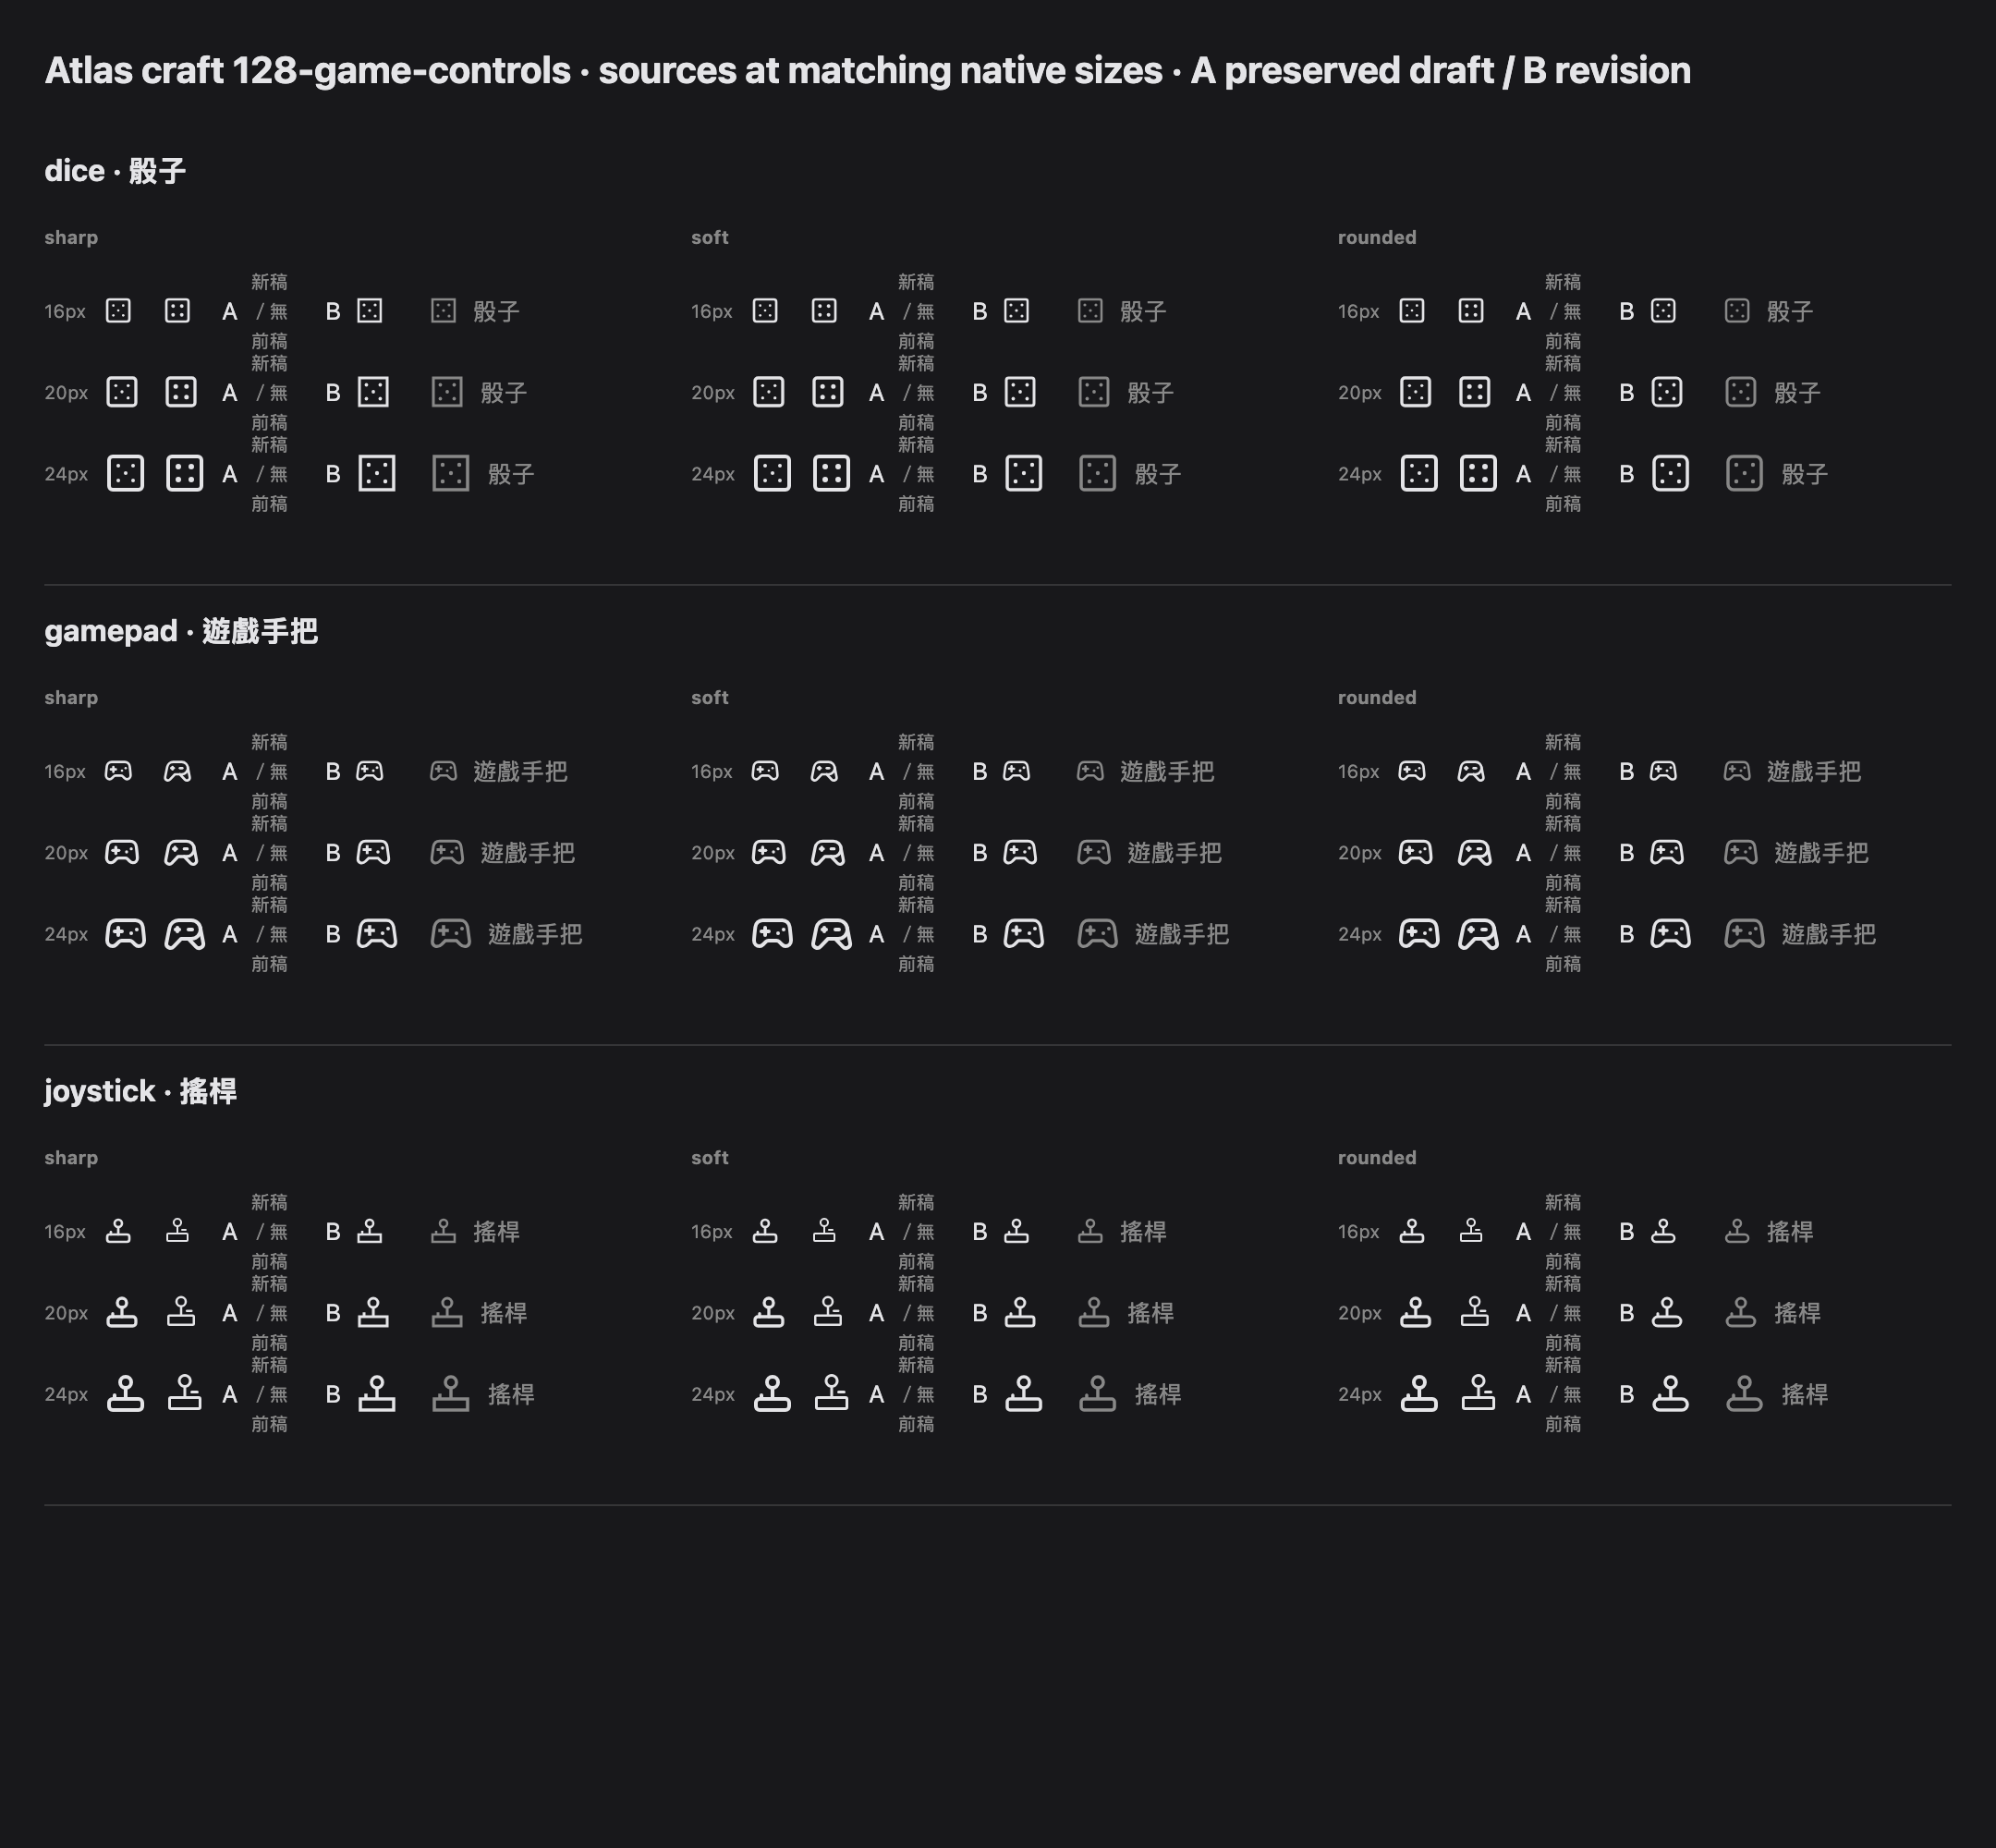 Atlas craft 128-game-controls · sources at matching native sizes · A preserved draft / B revision
dice · 骰子
sharp
16px A 新稿 / 無前稿 B 骰子
20px A 新稿 / 無前稿 B 骰子
24px A 新稿 / 無前稿 B 骰子
soft
16px A 新稿 / 無前稿 B 骰子
20px A 新稿 / 無前稿 B 骰子
24px A 新稿 / 無前稿 B 骰子
rounded
16px A 新稿 / 無前稿 B 骰子
20px A 新稿 / 無前稿 B 骰子
24px A 新稿 / 無前稿 B 骰子
gamepad · 遊戲手把
sharp
16px A 新稿 / 無前稿 B 遊戲手把
20px A 新稿 / 無前稿 B 遊戲手把
24px A 新稿 / 無前稿 B 遊戲手把
soft
16px A 新稿 / 無前稿 B 遊戲手把
20px A 新稿 / 無前稿 B 遊戲手把
24px A 新稿 / 無前稿 B 遊戲手把
rounded
16px A 新稿 / 無前稿 B 遊戲手把
20px A 新稿 / 無前稿 B 遊戲手把
24px A 新稿 / 無前稿 B 遊戲手把
joystick · 搖桿
sharp
16px A 新稿 / 無前稿 B 搖桿
20px A 新稿 / 無前稿 B 搖桿
24px A 新稿 / 無前稿 B 搖桿
soft
16px A 新稿 / 無前稿 B 搖桿
20px A 新稿 / 無前稿 B 搖桿
24px A 新稿 / 無前稿 B 搖桿
rounded
16px A 新稿 / 無前稿 B 搖桿
20px A 新稿 / 無前稿 B 搖桿
24px A 新稿 / 無前稿 B 搖桿